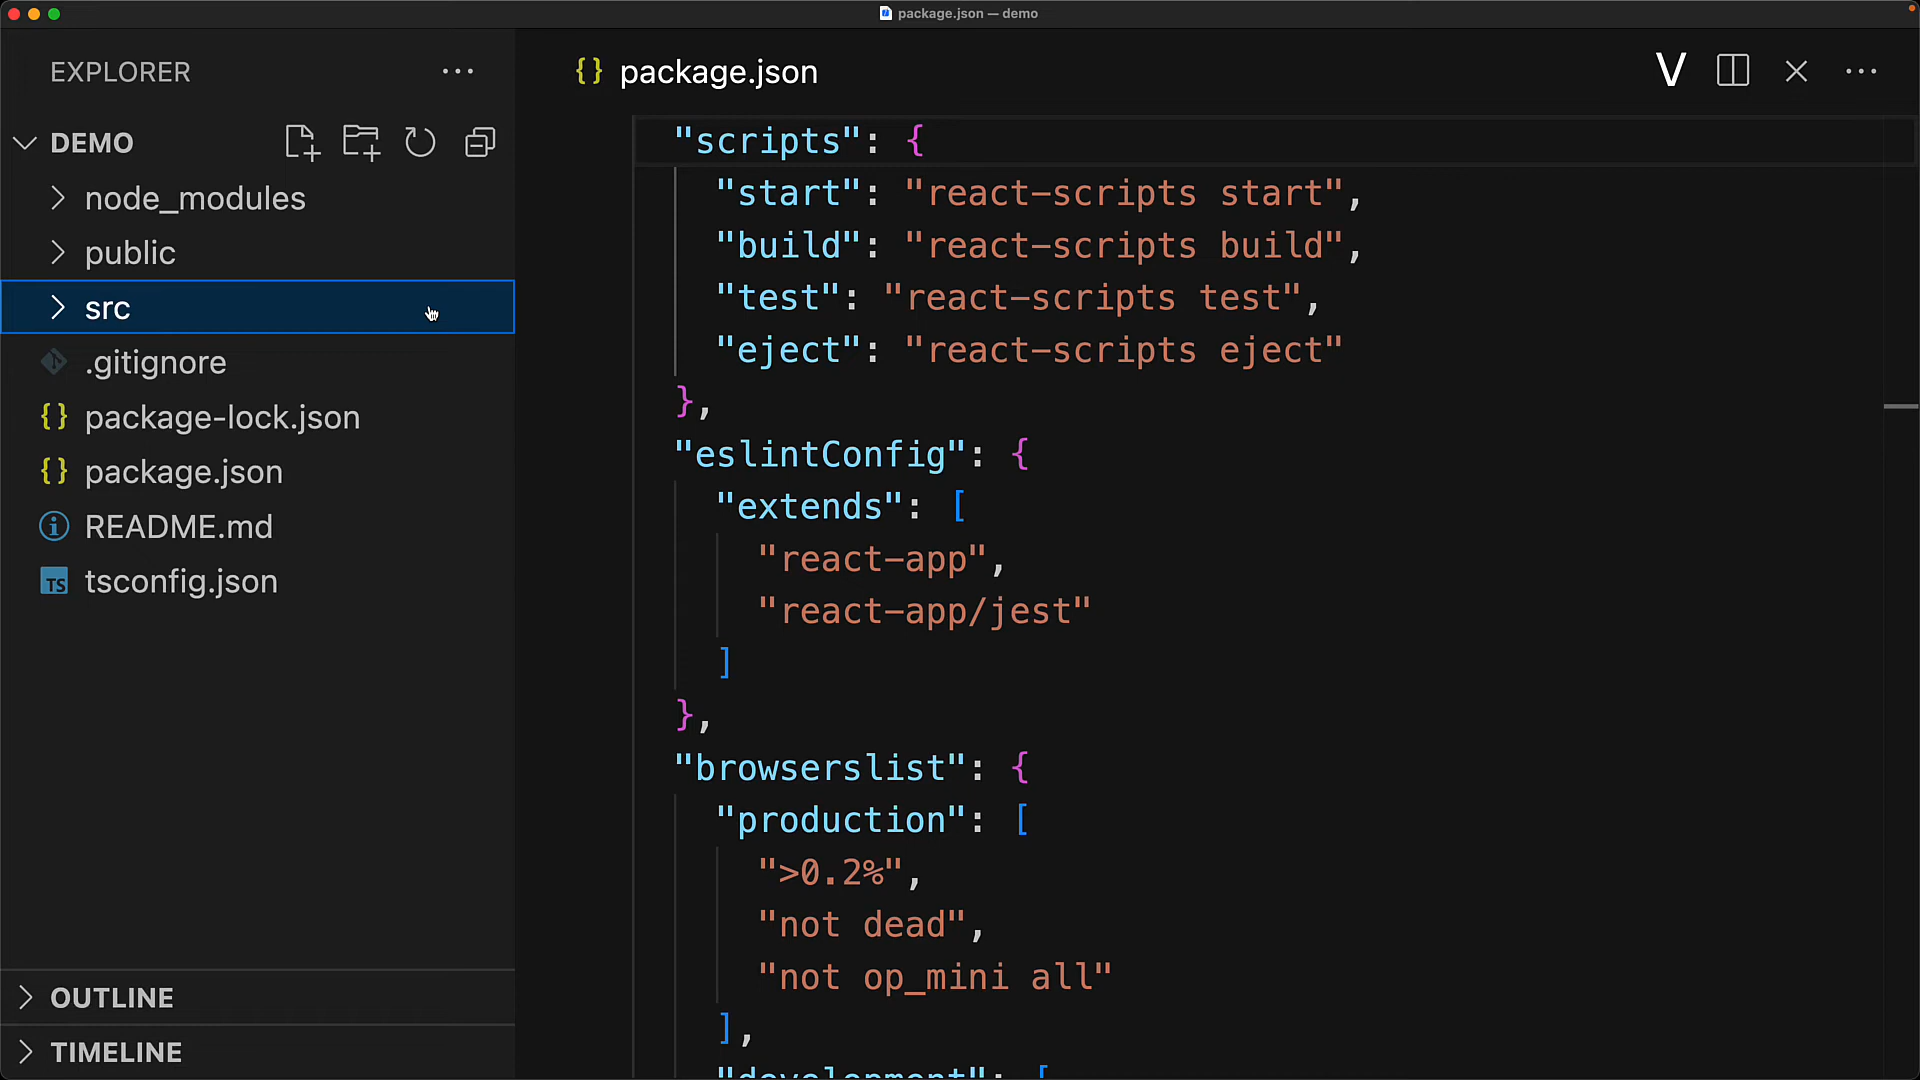 package.json — demo
EXPLORER
DEMO
node_modules
public
src
.gitignore
package-lock.json
package.json
README.md
tsconfig.json
OUTLINE
TIMELINE
{} package.json
"scripts": {
"start": "react-scripts start",
"build": "react-scripts build",
"test": "react-scripts test",
"eject": "react-scripts eject"
},
"eslintConfig": {
"extends": [
"react-app",
"react-app/jest"
]
},
"browserslist": {
"production": [
">0.2%",
"not dead",
"not op_mini all"
],
"development": [